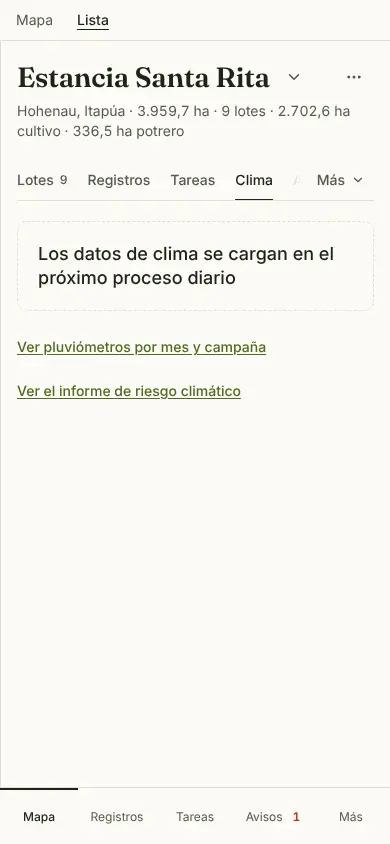 Mapa Lista
Estancia Santa Rita
Hohenau, Itapúa · 3.959,7 ha · 9 lotes · 2.702,6 ha
cultivo · 336,5 ha potrero
Lotes 9 Registros Tareas Clima Más
Los datos de clima se cargan en el
próximo proceso diario
Ver pluviómetros por mes y campaña
Ver el informe de riesgo climático
Mapa Registros Tareas Avisos 1 Más